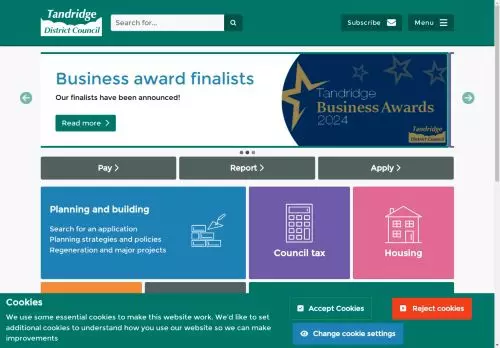 Tandridge
District Council
Search for...
Subscribe
Menu
Business award finalists
Our finalists have been announced!
Read more
Tandridge
Business Awards
2024
Tandridge
District Council
Pay
Report
Apply
Planning and building
Search for an application
Planning strategies and policies
Regeneration and major projects
Council tax
Housing
Cookies
We use some essential cookies to make this website work. We'd like to set
additional cookies to understand how you use our website so we can make
improvements
Accept Cookies
Reject cookies
Change cookie settings